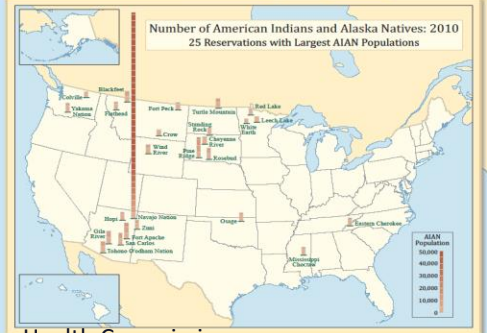 Number of American Indians and Alaska Natives: 2010
25 Reservations with Largest AIAN Populations
Colville
Blackfeet
Yakama
Nation
Flathead
Fort Peck
Turtle Mountain
Red Lake
Leech Lake
White
Earth
Crow
Standing
Rock
Cheyenne
River
Wind
River
Pine
Ridge
Rosebud
Hopi
Navajo Nation
Zuni
Gila
River
Fort Apache
San Carlos
Tohono O'odham Nation
Osage
Eastern Cherokee
Mississippi
Choctaw
AIAN
Population
50,000
40,000
30,000
20,000
10,000
0